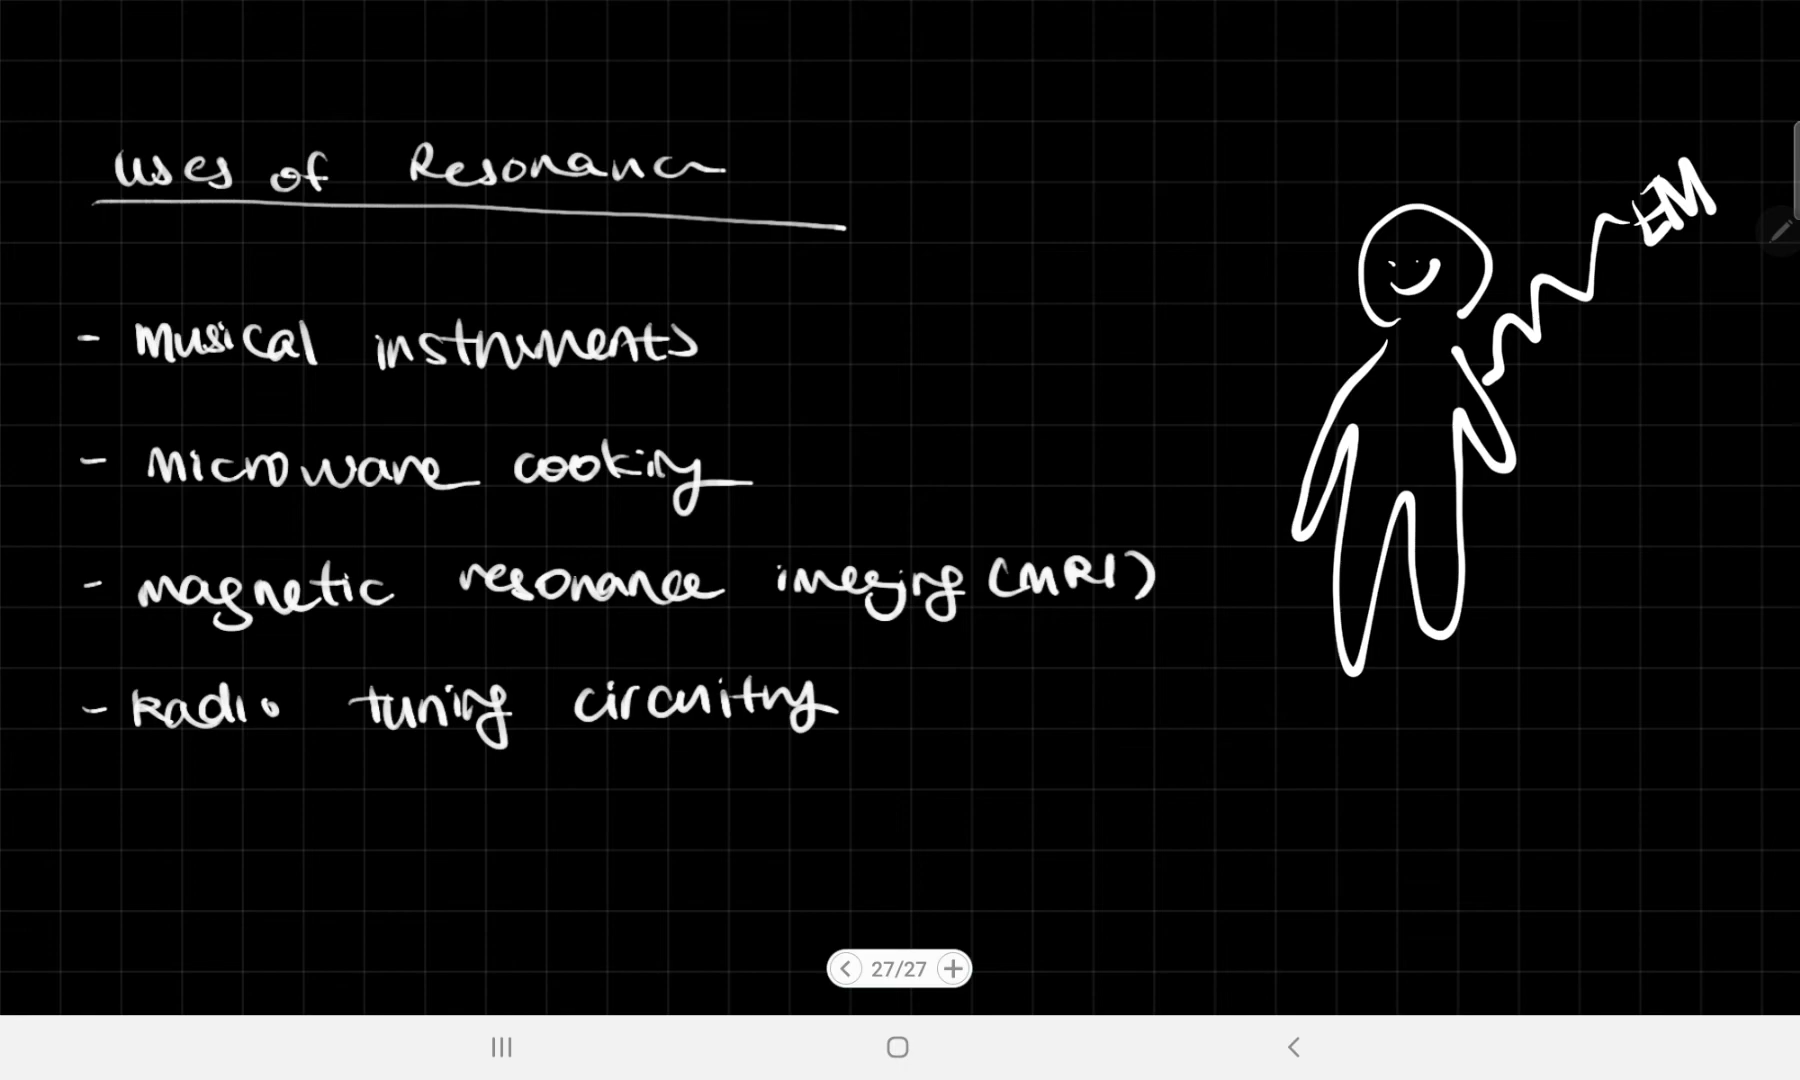 Uses of Resonance
EM
- Musical instruments
- Microwave cooking
- Magnetic resonance imaging (MRI)
- Radio tuning circuitry
27/27